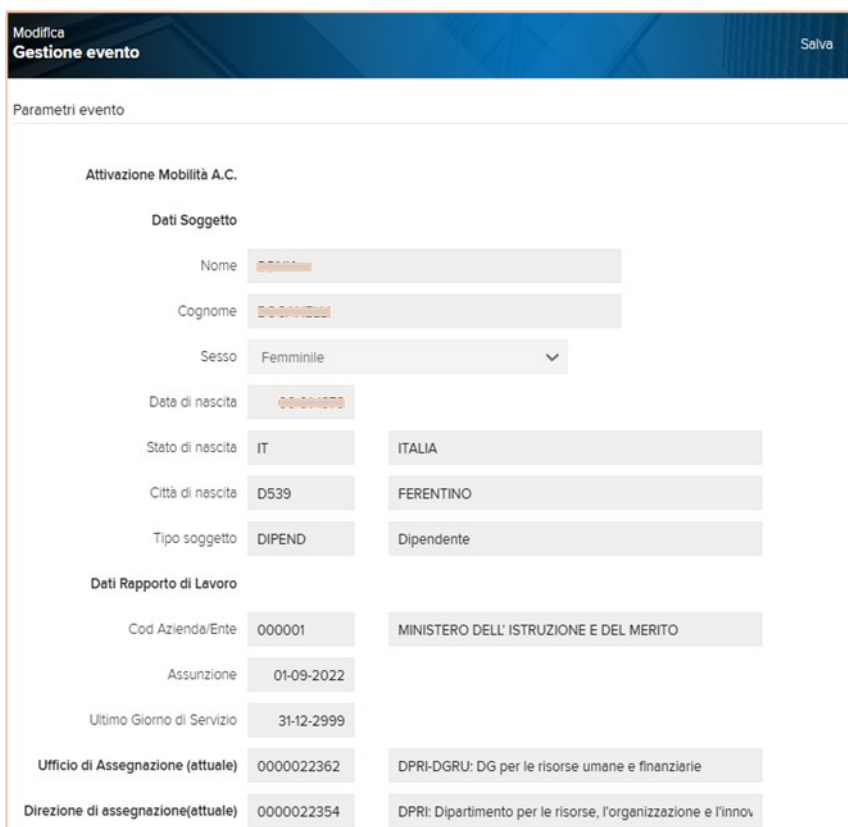 Modifica
Gestione evento
Salva
Parametri evento
Attivazione Mobilità A.C.
Dati Soggetto
Nome
Cognome
Sesso Femminile
Data di nascita
Stato di nascita IT ITALIA
Città di nascita D539 FERENTINO
Tipo soggetto DIPEND Dipendente
Dati Rapporto di Lavoro
Cod Azienda/Ente 000001 MINISTERO DELL' ISTRUZIONE E DEL MERITO
Assunzione 01-09-2022
Ultimo Giorno di Servizio 31-12-2999
Ufficio di Assegnazione (attuale) 0000022362 DPRI-DGRU: DG per le risorse umane e finanziarie
Direzione di assegnazione(attuale) 0000022354 DPRI: Dipartimento per le risorse, l'organizzazione e l'innov